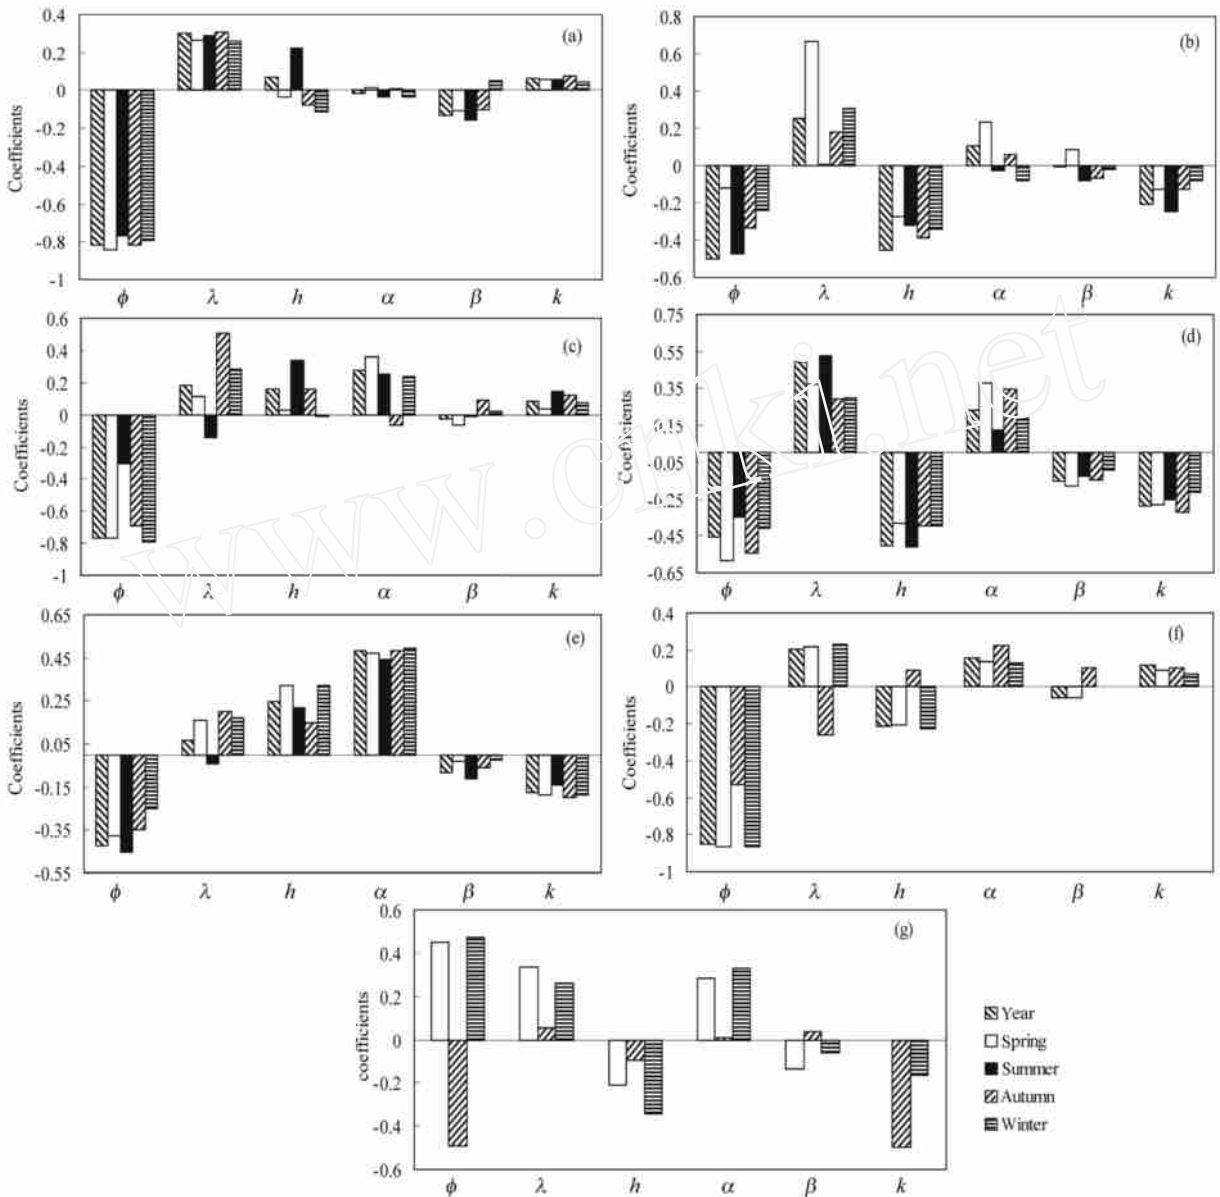 (a)
Coefficients
0.4
0.2
0
-0.2
-0.4
-0.6
-0.8
-1
ϕ λ h α β k
(b)
Coefficients
0.8
0.6
0.4
0.2
0
-0.2
-0.4
-0.6
ϕ λ h α β k
(c)
Coefficients
0.6
0.4
0.2
0
-0.2
-0.4
-0.6
-0.8
-1
ϕ λ h α β k
(d)
Coefficients
0.75
0.55
0.35
0.15
-0.05
-0.25
-0.45
-0.65
ϕ λ h α β k
(e)
Coefficients
0.65
0.45
0.25
0.05
-0.15
-0.35
-0.55
ϕ λ h α β k
(f)
Coefficients
0.4
0.2
0
-0.2
-0.4
-0.6
-0.8
-1
ϕ λ h α β k
(g)
coefficients
0.6
0.4
0.2
0
-0.2
-0.4
-0.6
ϕ λ h α β k
Year
Spring
Summer
Autumn
Winter
www.cnki.net